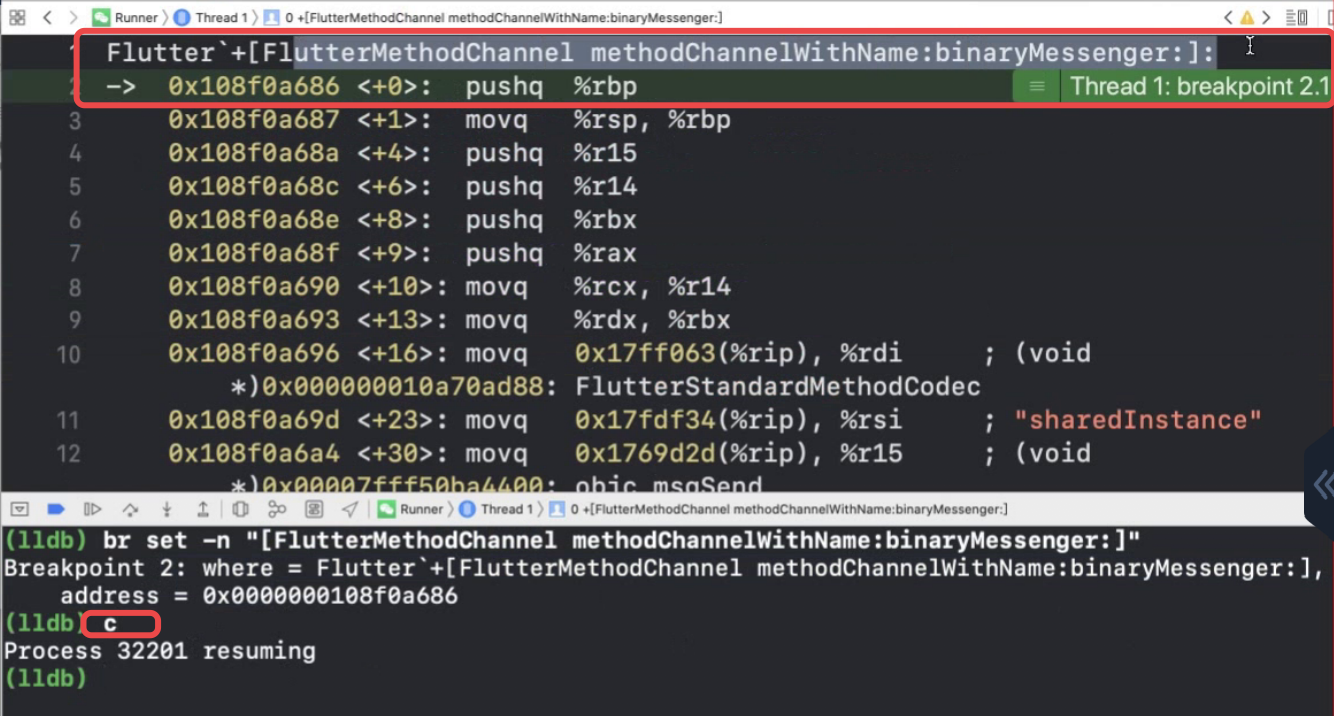 Runner 〉 Thread 1 〉 0 +[FlutterMethodChannel methodChannelWithName:binaryMessenger:]
1 Flutter`+[FlutterMethodChannel methodChannelWithName:binaryMessenger:]:
2 -> 0x108f0a686 <+0>: pushq %rbp Thread 1: breakpoint 2.1
3 0x108f0a687 <+1>: movq %rsp, %rbp
4 0x108f0a68a <+4>: pushq %r15
5 0x108f0a68c <+6>: pushq %r14
6 0x108f0a68e <+8>: pushq %rbx
7 0x108f0a68f <+9>: pushq %rax
8 0x108f0a690 <+10>: movq %rcx, %r14
9 0x108f0a693 <+13>: movq %rdx, %rbx
10 0x108f0a696 <+16>: movq 0x17ff063(%rip), %rdi ; (void
*)0x000000010a70ad88: FlutterStandardMethodCodec
11 0x108f0a69d <+23>: movq 0x17fdf34(%rip), %rsi ; "sharedInstance"
12 0x108f0a6a4 <+30>: movq 0x1769d2d(%rip), %r15 ; (void
*)0x00007fff50ba4400: objc_msgSend
Runner 〉 Thread 1 〉 0 +[FlutterMethodChannel methodChannelWithName:binaryMessenger:]
(lldb) br set -n "[FlutterMethodChannel methodChannelWithName:binaryMessenger:]"
Breakpoint 2: where = Flutter`+[FlutterMethodChannel methodChannelWithName:binaryMessenger:],
address = 0x0000000108f0a686
(lldb) c
Process 32201 resuming
(lldb)